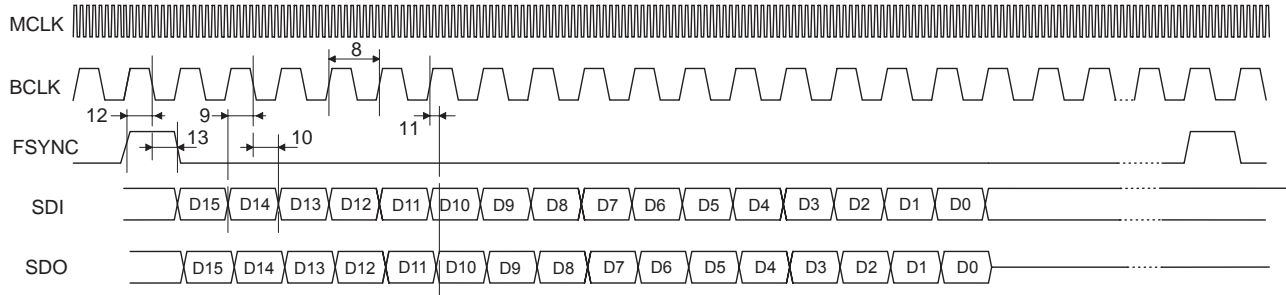 MCLK
8
BCLK
12
9
11
13
10
FSYNC
SDI
D15 D14 D13 D12 D11 D10 D9 D8 D7 D6 D5 D4 D3 D2 D1 D0
SDO
D15 D14 D13 D12 D11 D10 D9 D8 D7 D6 D5 D4 D3 D2 D1 D0